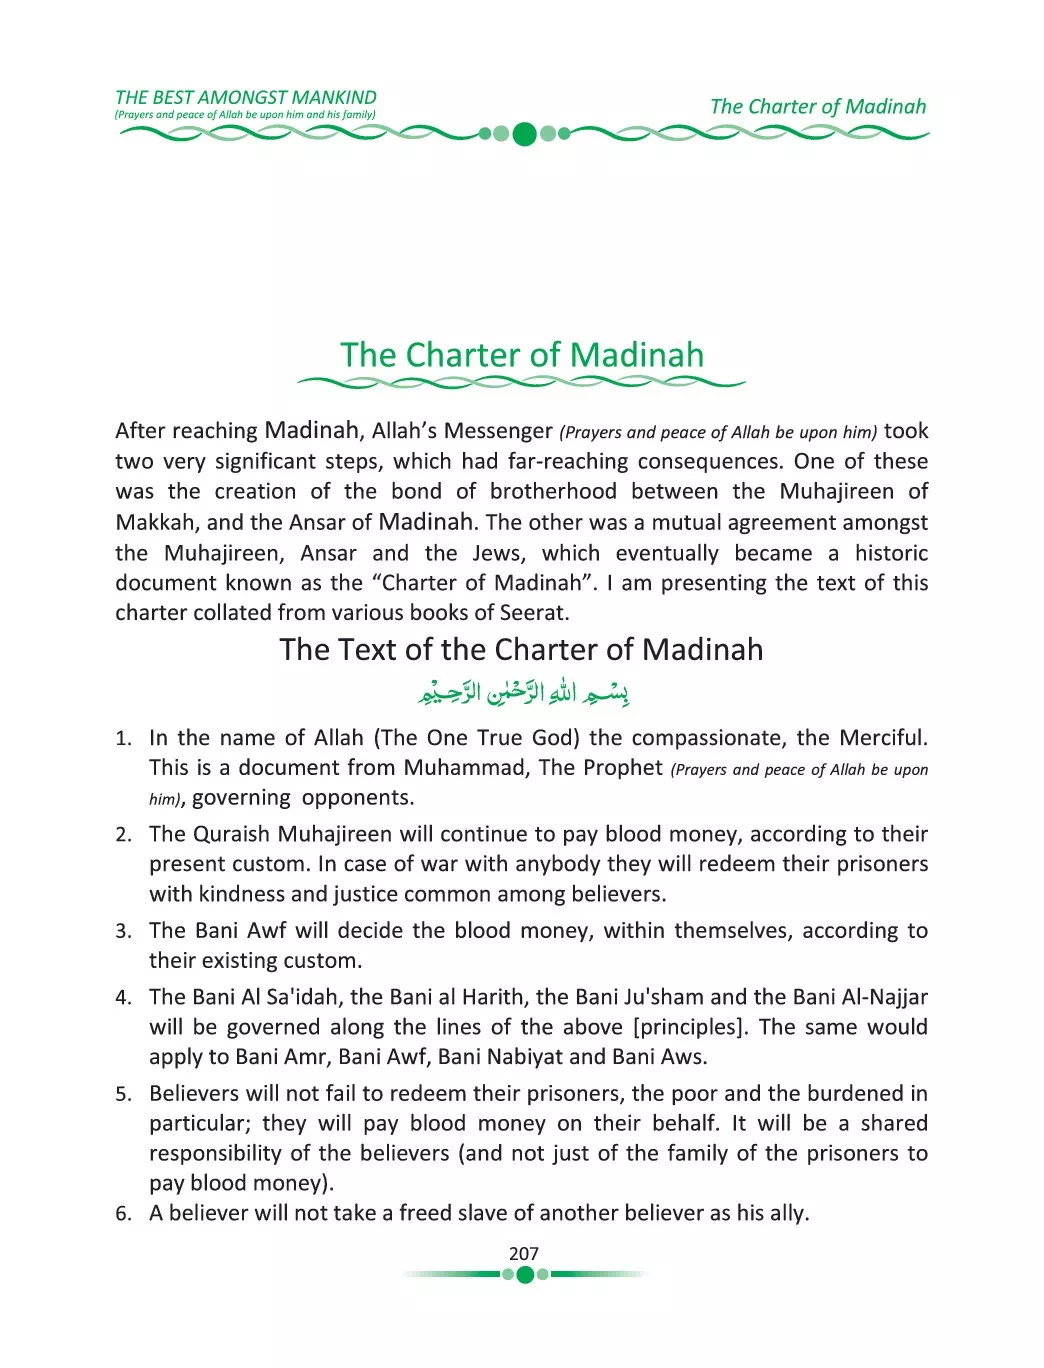 THE BEST AMONGST MANKIND
(Prayers and peace of Allah be upon him and his family)
The Charter of Madinah
The Charter of Madinah
After reaching Madinah, Allah’s Messenger (Prayers and peace of Allah be upon him) took
two very significant steps, which had far-reaching consequences. One of these
was the creation of the bond of brotherhood between the Muhajireen of
Makkah, and the Ansar of Madinah. The other was a mutual agreement amongst
the Muhajireen, Ansar and the Jews, which eventually became a historic
document known as the “Charter of Madinah”. I am presenting the text of this
charter collated from various books of Seerat.
The Text of the Charter of Madinah
بِسْمِ اللهِ الرَّحْمٰنِ الرَّحِيْمِ
1. In the name of Allah (The One True God) the compassionate, the Merciful.
This is a document from Muhammad, The Prophet (Prayers and peace of Allah be upon
him), governing opponents.
2. The Quraish Muhajireen will continue to pay blood money, according to their
present custom. In case of war with anybody they will redeem their prisoners
with kindness and justice common among believers.
3. The Bani Awf will decide the blood money, within themselves, according to
their existing custom.
4. The Bani Al Sa'idah, the Bani al Harith, the Bani Ju'sham and the Bani Al-Najjar
will be governed along the lines of the above [principles]. The same would
apply to Bani Amr, Bani Awf, Bani Nabiyat and Bani Aws.
5. Believers will not fail to redeem their prisoners, the poor and the burdened in
particular; they will pay blood money on their behalf. It will be a shared
responsibility of the believers (and not just of the family of the prisoners to
pay blood money).
6. A believer will not take a freed slave of another believer as his ally.
207